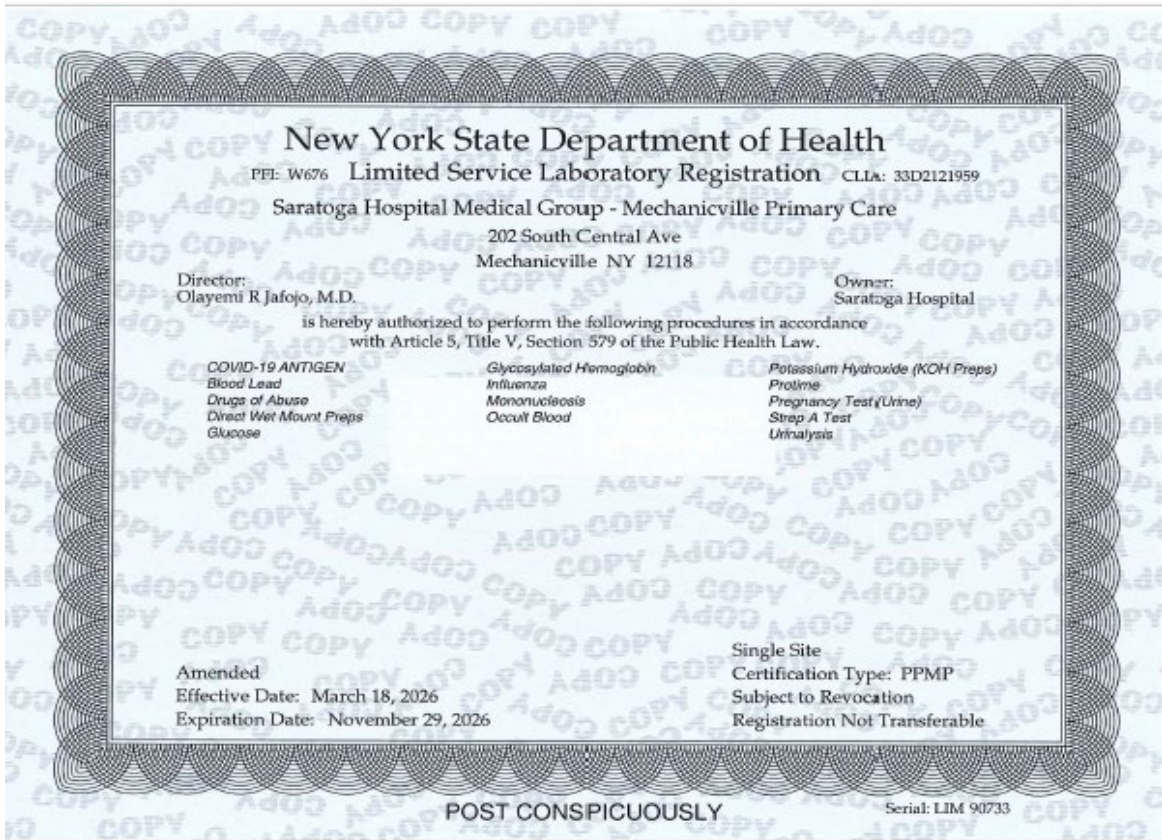 New York State Department of Health
PFI: W676 Limited Service Laboratory Registration CLIA: 33D2121959
Saratoga Hospital Medical Group - Mechanicville Primary Care
202 South Central Ave
Mechanicville NY 12118
Director:
Olayemi R Jafojo, M.D.
Owner:
Saratoga Hospital
is hereby authorized to perform the following procedures in accordance
with Article 5, Title V, Section 579 of the Public Health Law.
COVID-19 ANTIGEN
Blood Lead
Drugs of Abuse
Direct Wet Mount Preps
Glucose
Glycosylated Hemoglobin
Influenza
Mononucleosis
Occult Blood
Potassium Hydroxide (KOH Preps)
Protime
Pregnancy Test (Urine)
Strep A Test
Urinalysis
Amended
Effective Date: March 18, 2026
Expiration Date: November 29, 2026
Single Site
Certification Type: PPMP
Subject to Revocation
Registration Not Transferable
POST CONSPICUOUSLY
Serial: LIM 90733
COPY